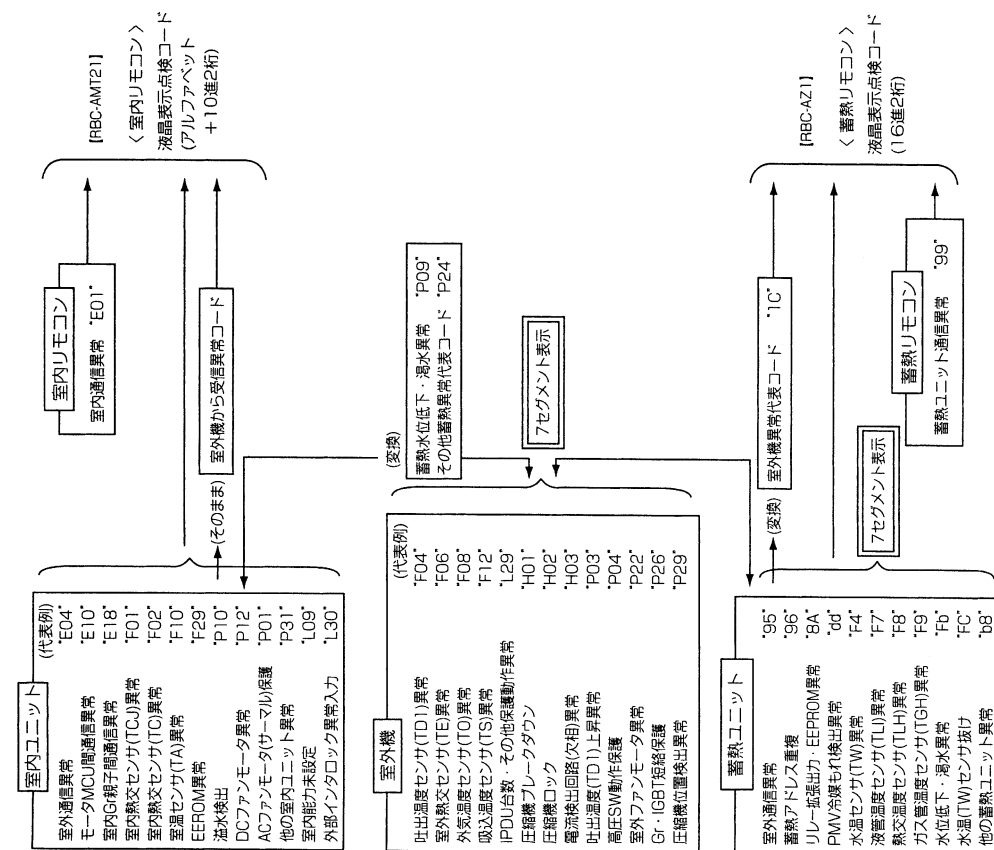 室内ユニット
(代表例)
室外通信異常 "E04"
モータMCU間通信異常 "E10"
室内Gr親子間通信異常 "E18"
室内熱交センサ(TCJ)異常 "F01"
室内熱交センサ(TC)異常 "F02"
室温センサ(TA)異常 "F10"
EEROM異常 "F29"
溢水検出 "P10"
DCファンモータ異常 "P12"
ACファンモータ(サーマル)保護 "P01"
他の室内ユニット異常 "P31"
室内能力未設定 "L09"
外部インタロック異常入力 "L30"
室内リモコン
室内通信異常 "E01"
(そのまま)
室外機から受信異常コード
【RBC-AMT21】
〈 室内リモコン 〉
液晶表示点検コード
(アルファベット
+10進2桁)
室外機
(代表例)
吐出温度センサ(TD1)異常 "F04"
室外熱交センサ(TE)異常 "F06"
外気温度センサ(TO)異常 "F08"
吸込温度センサ(TS)異常 "F12"
IPDU台数・その他保護動作異常 "L29"
圧縮機ブレークダウン "H01"
圧縮機ロック "H02"
電流検出回路(欠相)異常 "H03"
吐出温度(TD1)上昇異常 "P03"
高圧SW動作保護 "P04"
室外ファンモータ異常 "P22"
Gr・IGBT短絡保護 "P26"
圧縮機位置検出異常 "P29"
(変換)
蓄熱水位低下・渇水異常 "P09"
その他蓄熱異常代表コード "P24"
7セグメント表示
蓄熱ユニット
室外通信異常 "95"
蓄熱アドレス重複 "96"
リレー拡張出力・EEPROM異常 "8A"
PMV冷媒もれ検出異常 "dd"
水温センサ(TW)異常 "F4"
液管温度センサ(TLI)異常 "F7"
熱交温度センサ(TLH)異常 "F8"
ガス管温度センサ(TGH)異常 "F9"
水位低下・渇水異常 "Fb"
水温(TW)センサ抜け "FC"
他の蓄熱ユニット異常 "b8"
(変換)
室外機異常代表コード "1C"
7セグメント表示
蓄熱リモコン
蓄熱ユニット通信異常 "99"
【RBC-AZ1】
〈 蓄熱リモコン 〉
液晶表示点検コード
(16進2桁)